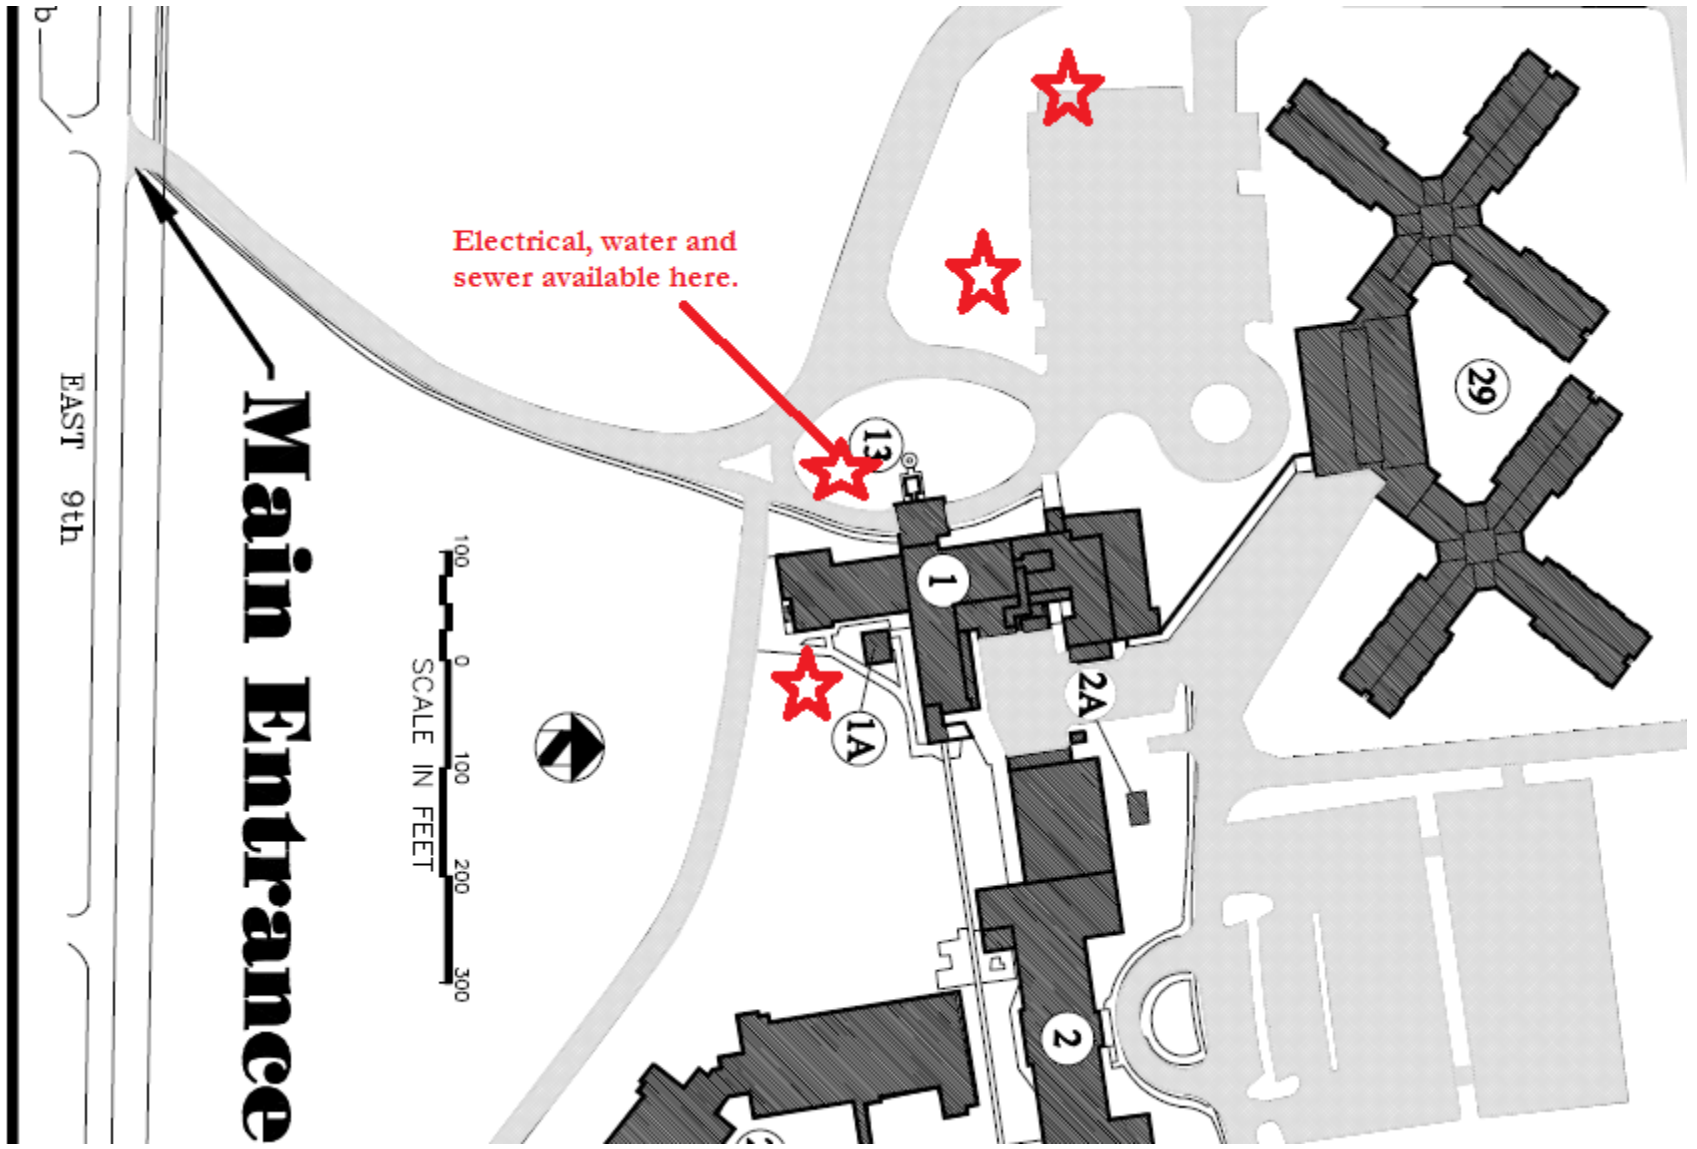 b
Electrical, water and
sewer available here.
Main Entrance
EAST 9th
100 0 100 200 300
SCALE IN FEET
N
13
1
1A
2A
2
29